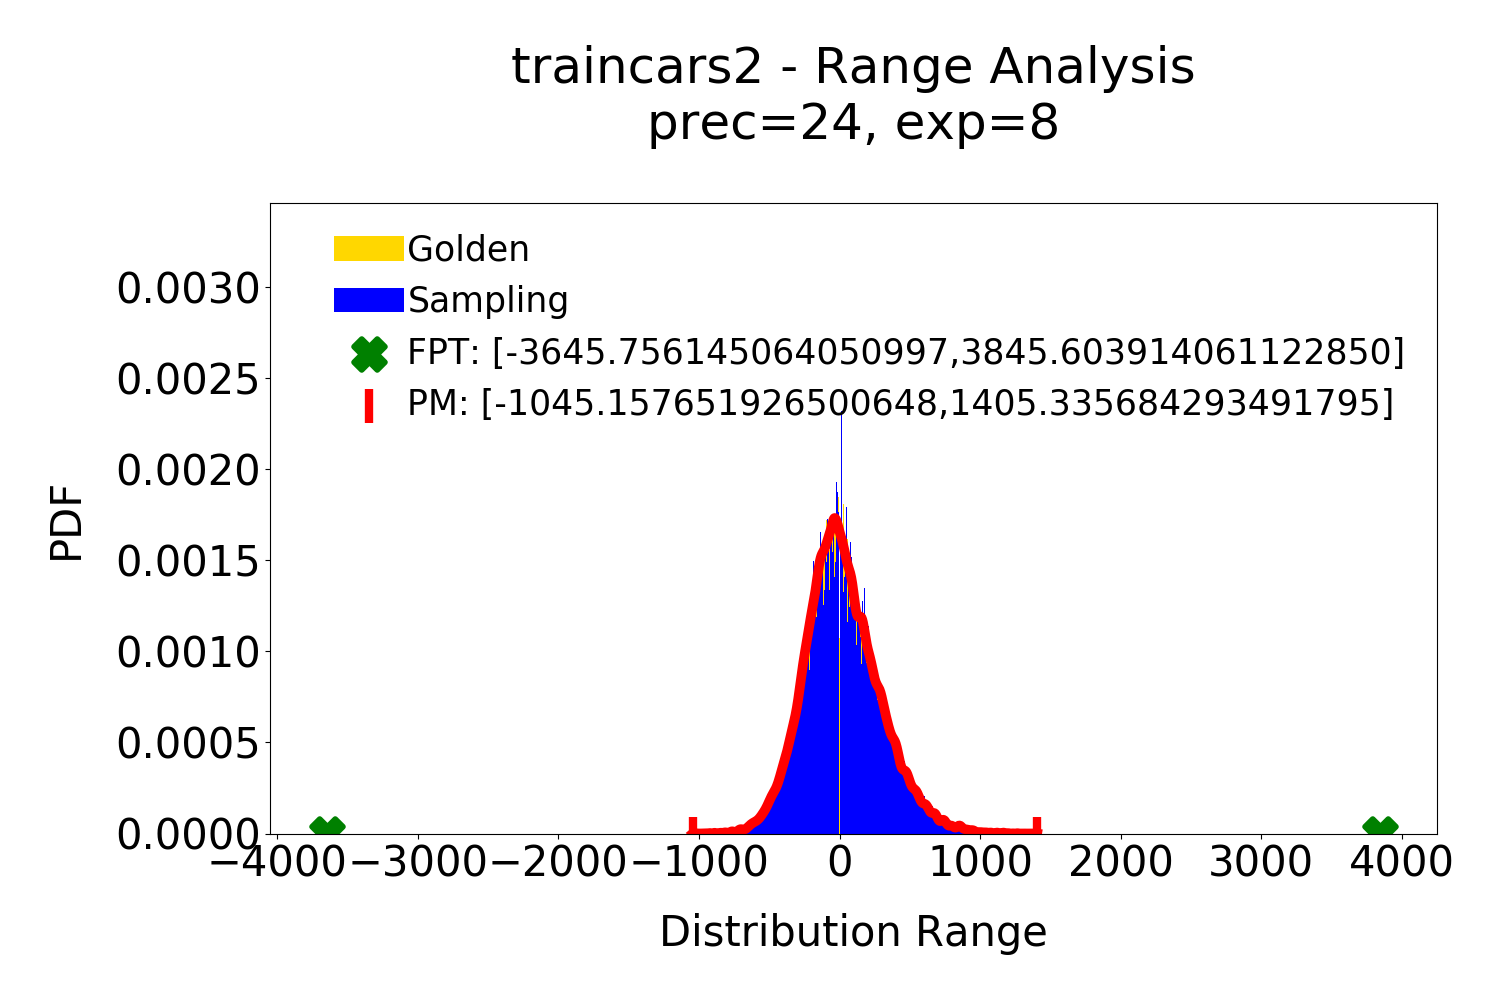 traincars2 - Range Analysis
prec=24, exp=8
Golden
Sampling
FPT: [-3645.756145064050997,3845.603914061122850]
PM: [-1045.157651926500648,1405.335684293491795]
PDF
0.0030
0.0025
0.0020
0.0015
0.0010
0.0005
0.0000
−4000 −3000 −2000 −1000 0 1000 2000 3000 4000
Distribution Range